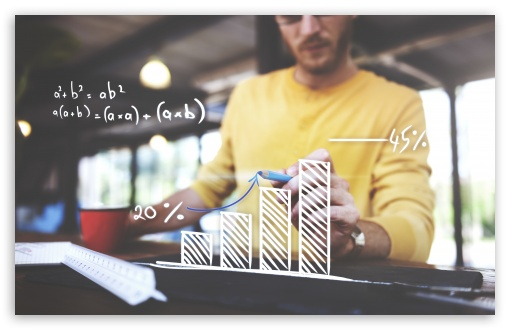 a²+b² = ab²
a(a+b) = (a×a) + (a×b)
45%
20%